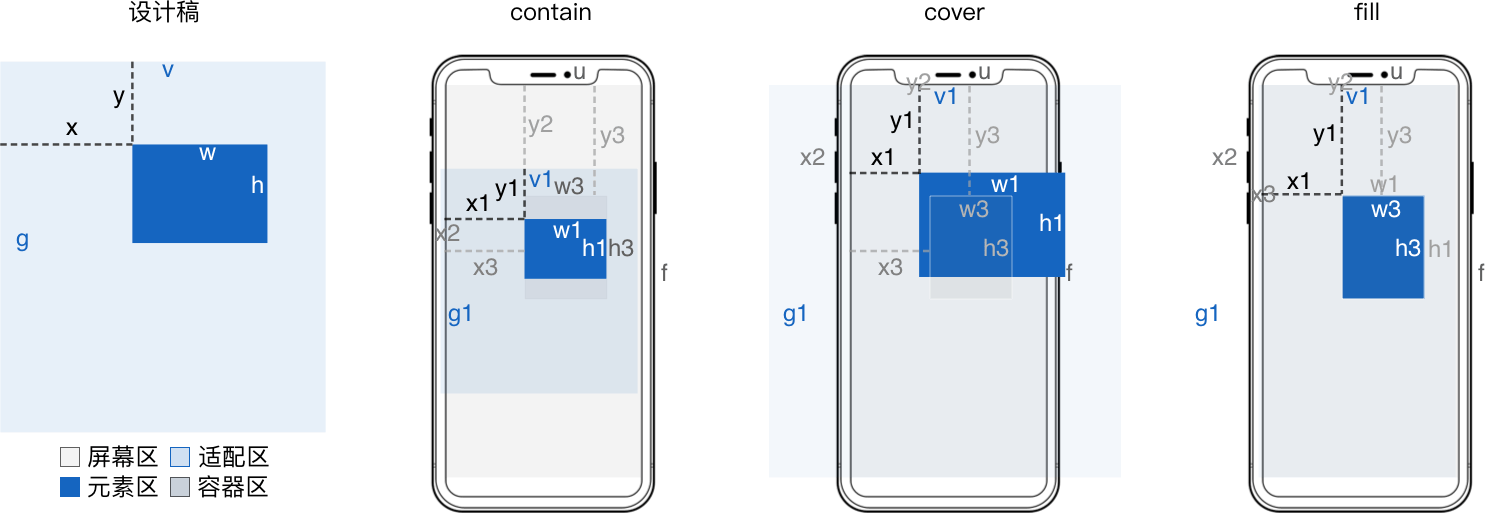 设计稿
v
y
x
w
h
g
屏幕区
适配区
元素区
容器区
contain
u
y2
y3
v1
w3
y1
x1
x2
w1
h1
h3
x3
f
g1
cover
u
y2
v1
y1
y3
x2
x1
w1
w3
h1
h3
x3
f
g1
fill
u
y2
v1
y1
y3
x2
x1
w1
x3
w3
h3
h1
f
g1